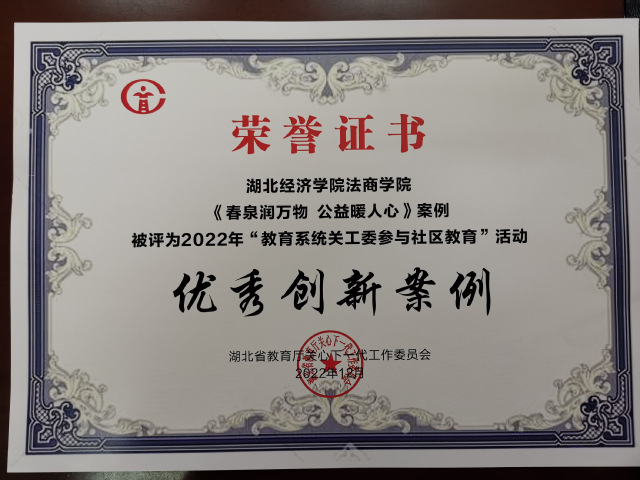 荣誉证书
湖北经济学院法商学院
《春泉润万物 公益暖人心》案例
被评为2022年“教育系统关工委参与社区教育”活动
优秀创新案例
湖北省教育厅关心下一代工作委员会
2022年12月